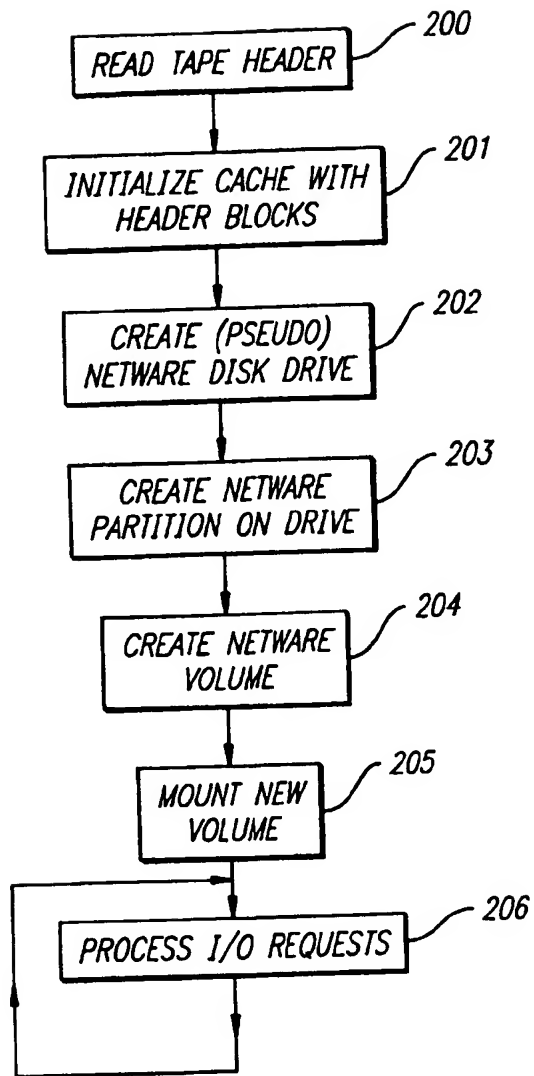 200
READ TAPE HEADER
201
INITIALIZE CACHE WITH
HEADER BLOCKS
202
CREATE (PSEUDO)
NETWARE DISK DRIVE
203
CREATE NETWARE
PARTITION ON DRIVE
204
CREATE NETWARE
VOLUME
205
MOUNT NEW
VOLUME
206
PROCESS I/O REQUESTS